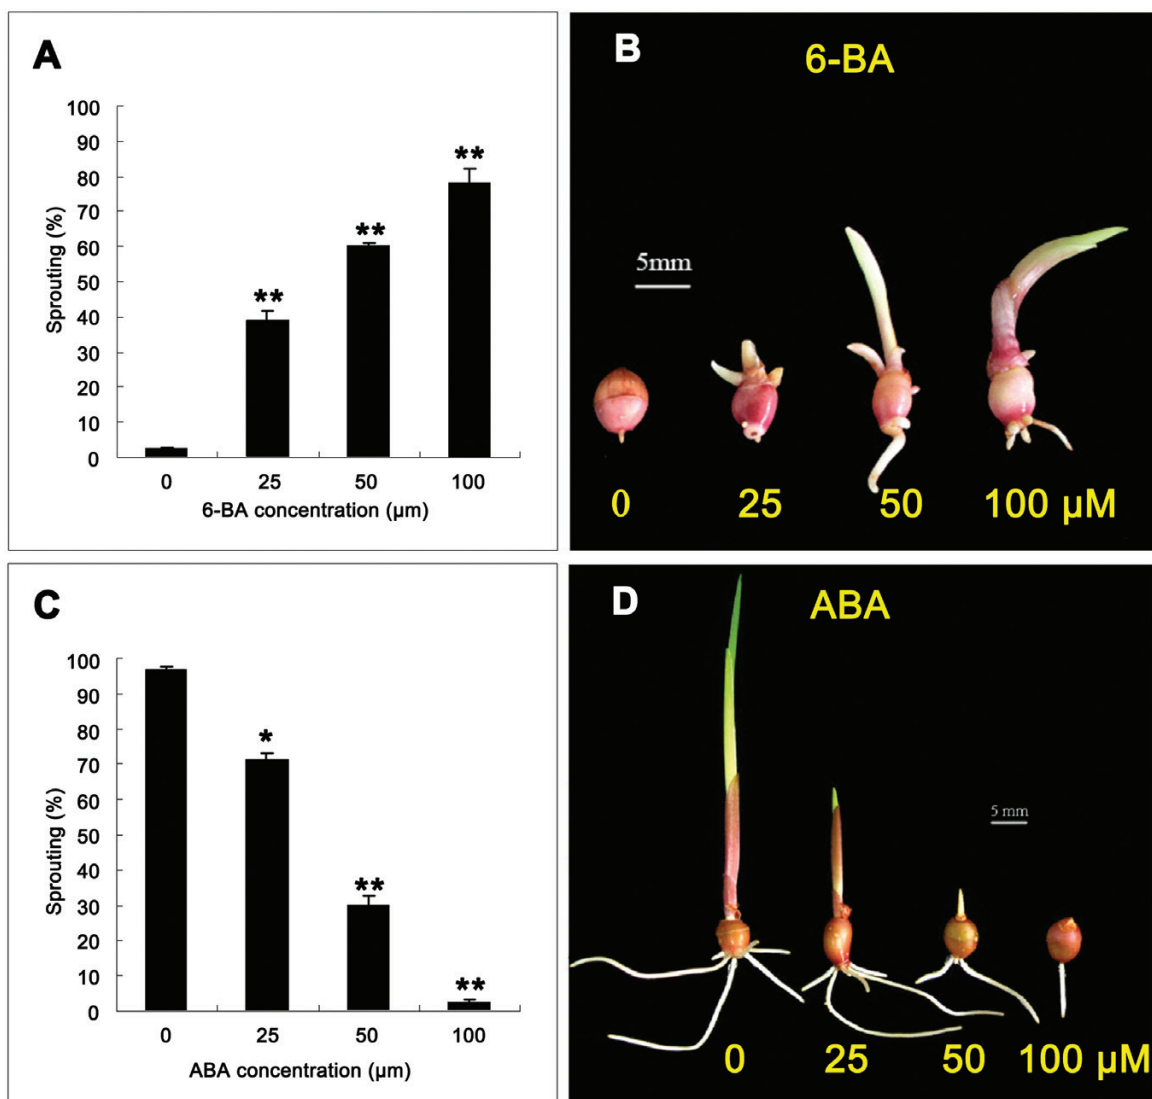 A
100
90
80
70
60
50
40
30
20
10
0
Sprouting (%)
**
**
**
0 25 50 100
6-BA concentration (μm)
B
6-BA
5mm
0 25 50 100 μM
C
100
90
80
70
60
50
40
30
20
10
0
Sprouting (%)
*
**
**
0 25 50 100
ABA concentration (μm)
D
ABA
5 mm
0 25 50 100 μM